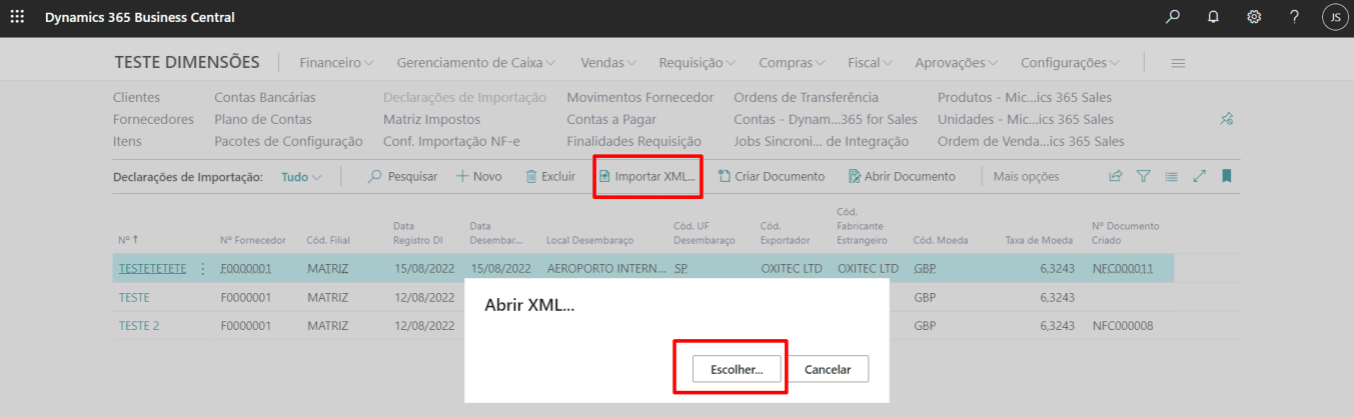 Dynamics 365 Business Central
JS
TESTE DIMENSÕES Financeiro Gerenciamento de Caixa Vendas Requisição Compras Fiscal Aprovações Configurações
Clientes Contas Bancárias Declarações de Importação Movimentos Fornecedor Ordens de Transferência Produtos - Mic...ics 365 Sales
Fornecedores Plano de Contas Matriz Impostos Contas a Pagar Contas - Dynam...365 for Sales Unidades - Mic...ics 365 Sales
Itens Pacotes de Configuração Conf. Importação NF-e Finalidades Requisição Jobs Sincroni... de Integração Ordem de Venda...ics 365 Sales
Declarações de Importação: Tudo Pesquisar Novo Excluir Importar XML... Criar Documento Abrir Documento Mais opções
Nº ↑ Nº Fornecedor Cód. Filial Data Registro DI Data Desembar... Local Desembaraço Cód. UF Desembaraço Cód. Exportador Cód. Fabricante Estrangeiro Cód. Moeda Taxa de Moeda Nº Documento Criado
TESTETETETE F0000001 MATRIZ 15/08/2022 15/08/2022 AEROPORTO INTERN... SP OXITEC LTD OXITEC LTD GBP 6,3243 NFC000011
TESTE F0000001 MATRIZ 12/08/2022 GBP 6,3243
TESTE 2 F0000001 MATRIZ 12/08/2022 GBP 6,3243 NFC000008
Abrir XML...
Escolher... Cancelar